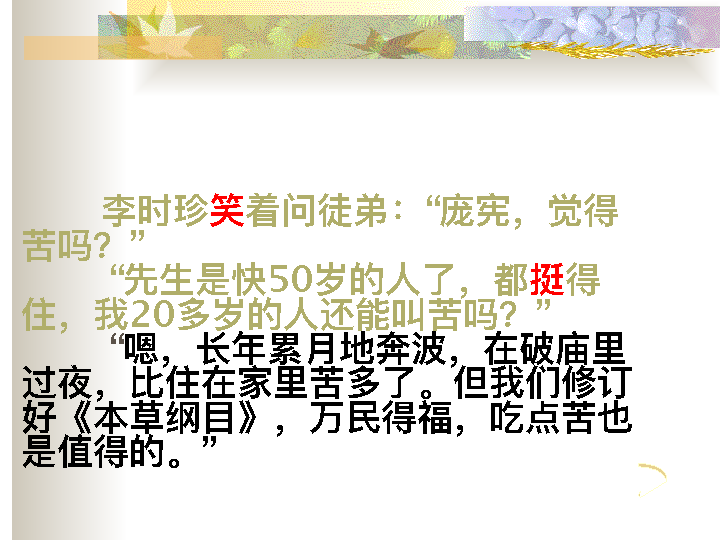 李时珍笑着问徒弟：“庞宪，觉得
苦吗？”
“先生是快50岁的人了，都挺得
住，我20多岁的人还能叫苦吗？”
“嗯，长年累月地奔波，在破庙里
过夜，比住在家里苦多了。但我们修订
好《本草纲目》，万民得福，吃点苦也
是值得的。”